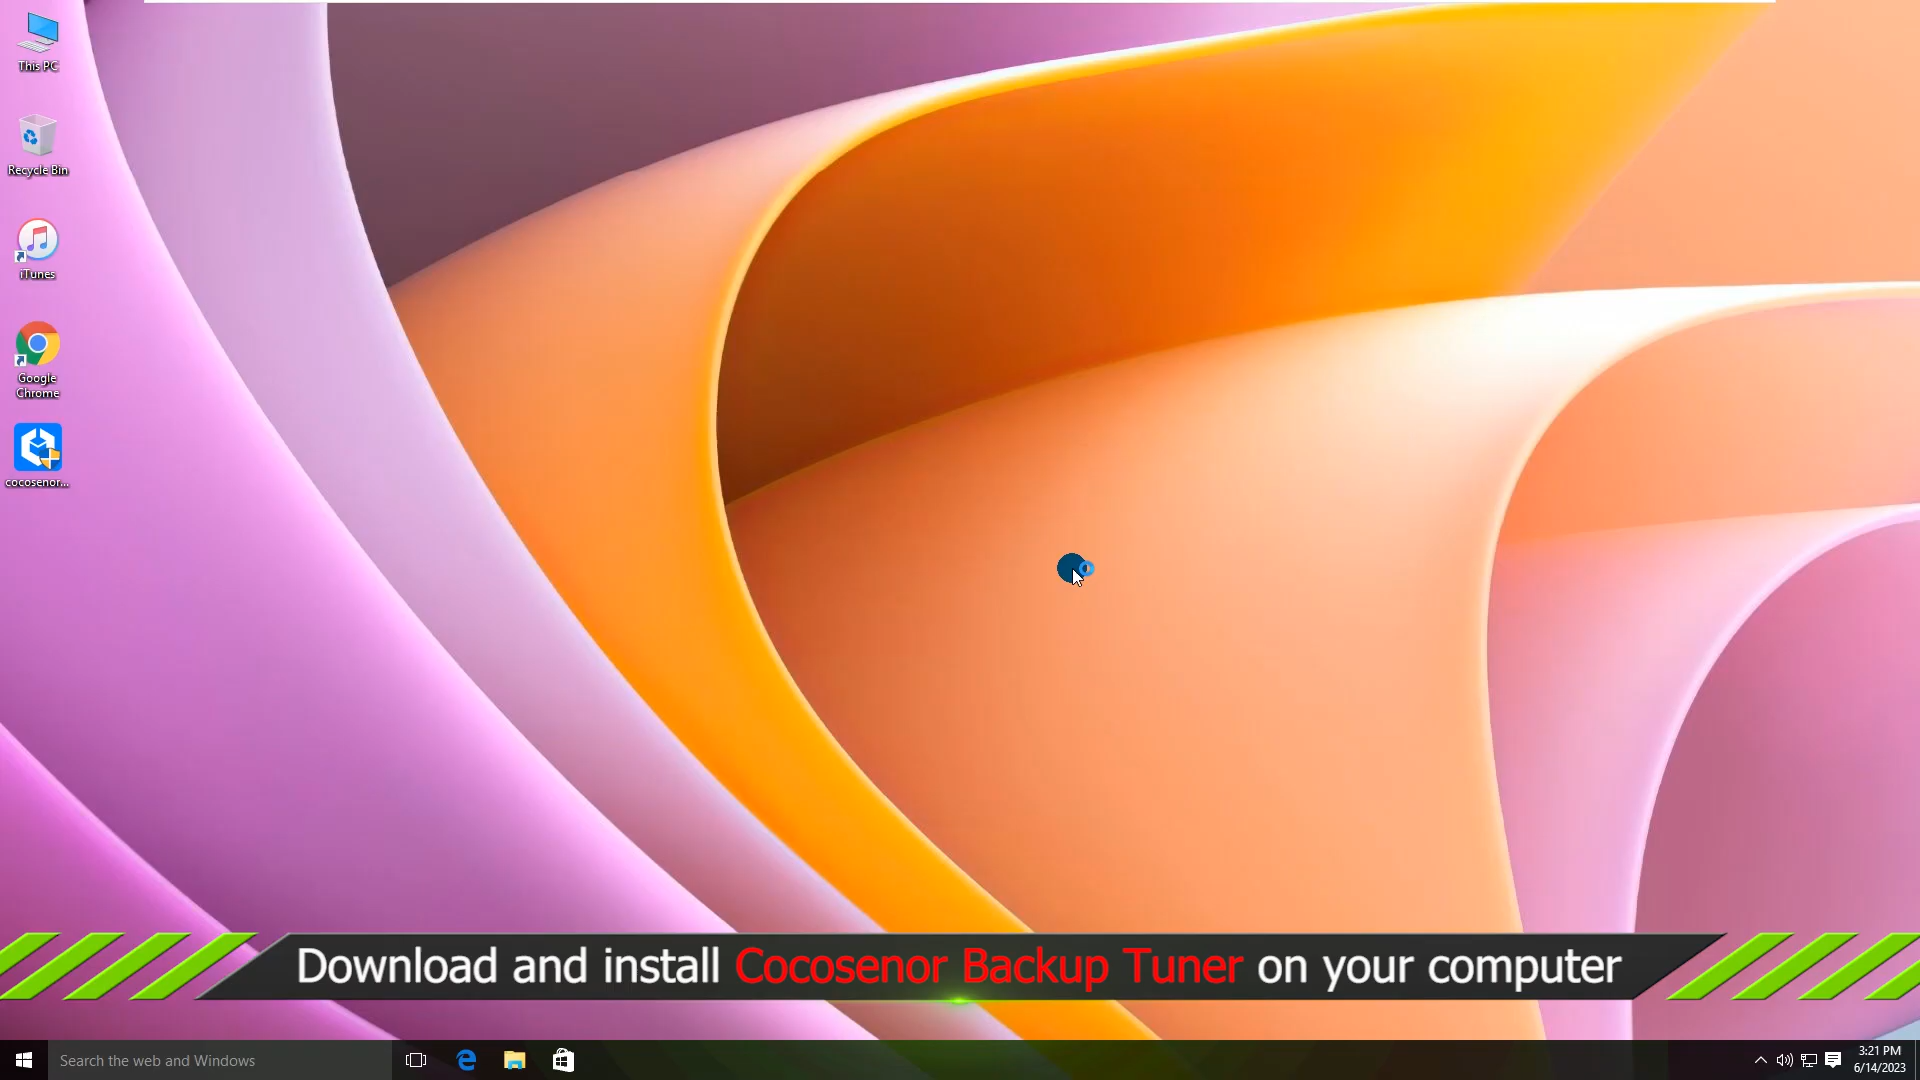 This PC
Recycle Bin
iTunes
Google
Chrome
cocosenor...
Download and install Cocosenor Backup Tuner on your computer
Search the web and Windows
3:21 PM
6/14/2023